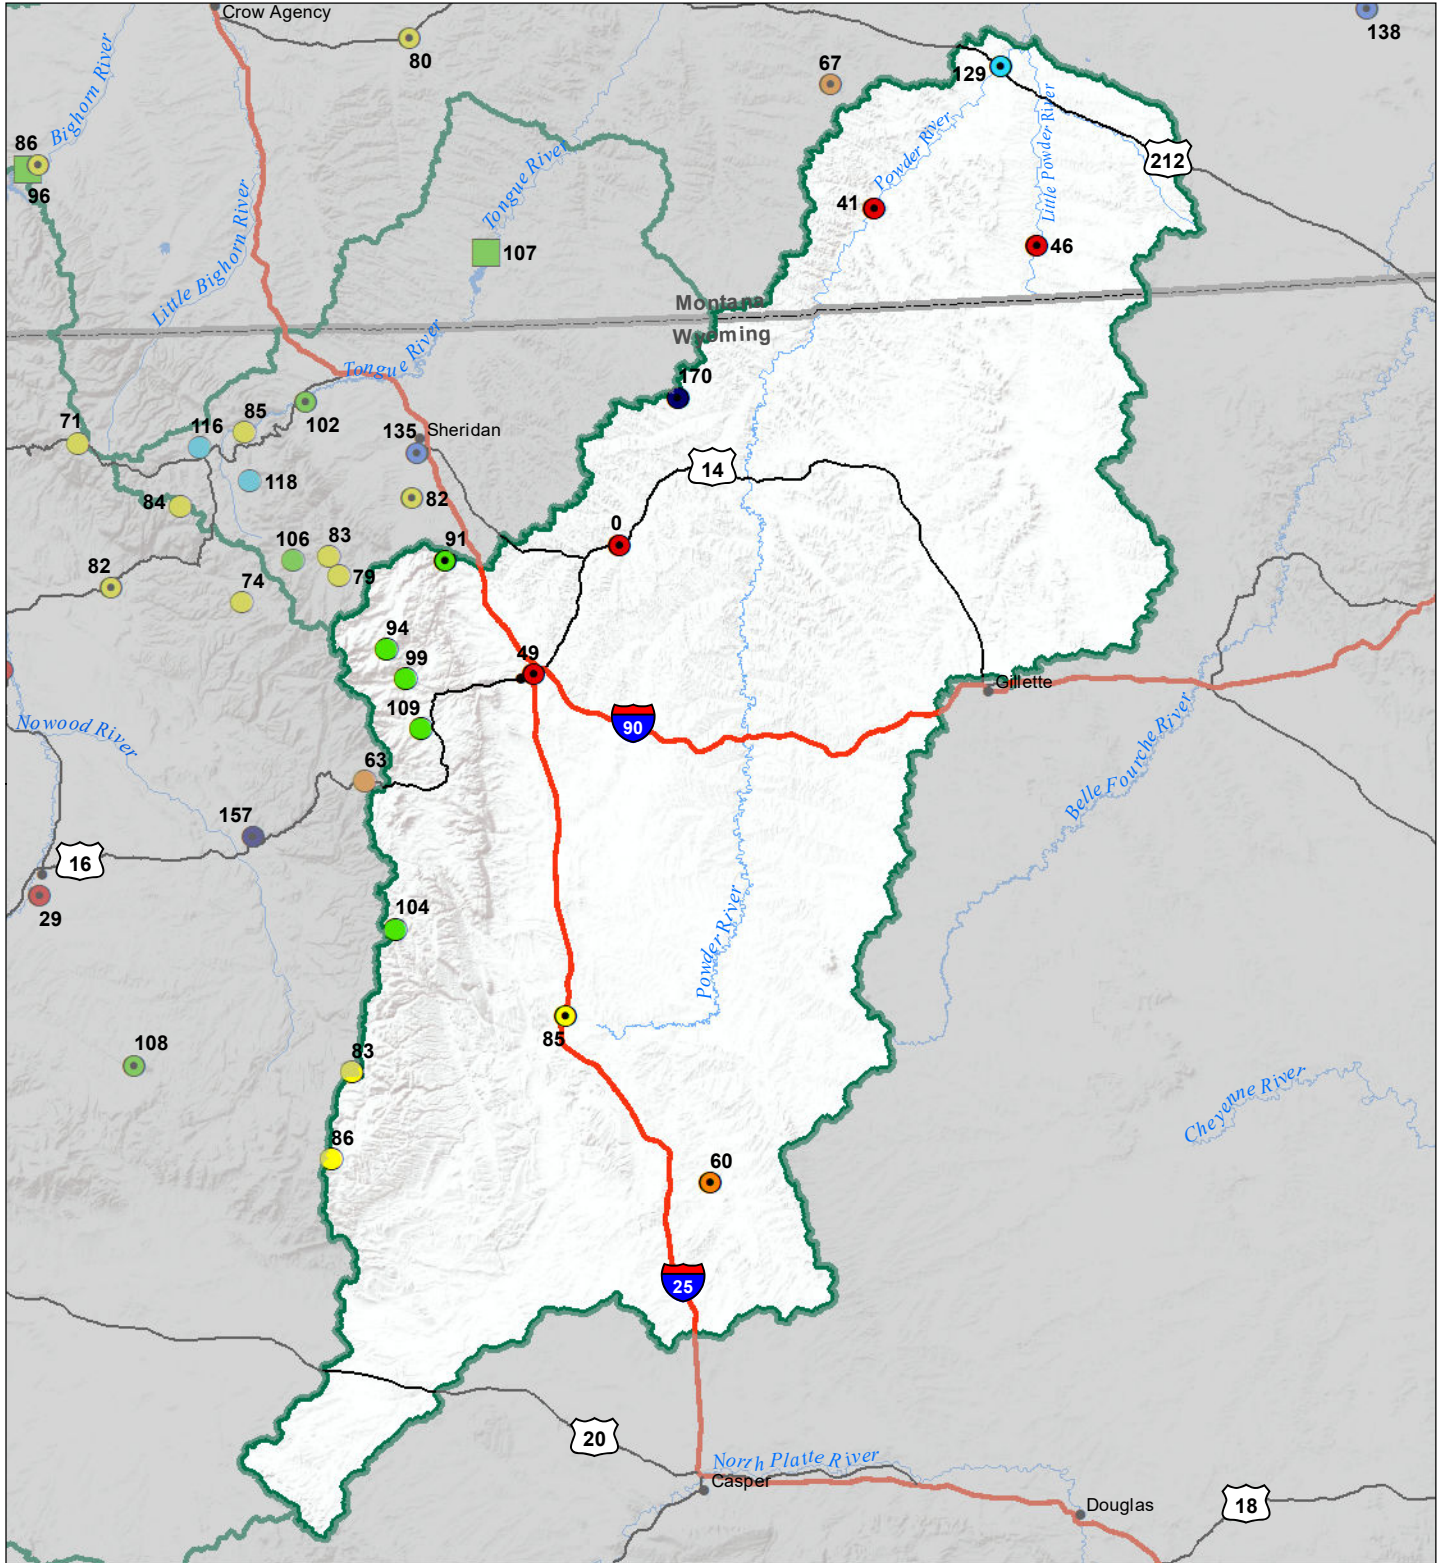 Crow Agency
80
138
67
129
Bighorn River
86
96
Little Bighorn River
Tongue River
107
Powder River
Little Powder River
212
41
46
Montana
Wyoming
Tongue River
170
71
116
85
102
135
Sheridan
14
118
82
84
0
106
83
91
79
82
74
94
99
49
109
Gillette
90
Nowood River
63
157
16
29
Belle Fourche River
104
Powder River
85
108
83
Cheyenne River
86
60
25
20
North Platte River
Casper
Douglas
18